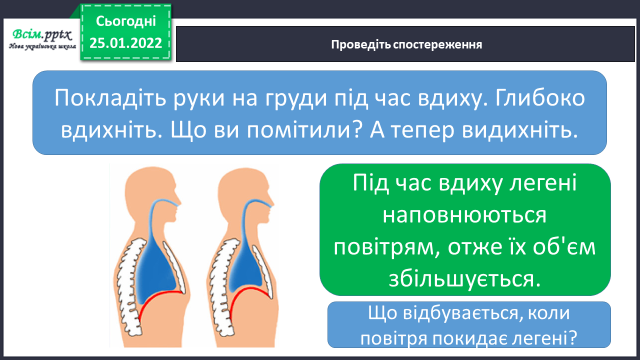 Всім.pptx
Нова українська школа
Сьогодні
25.01.2022
Проведіть спостереження
Покладіть руки на груди під час вдиху. Глибоко
вдихніть. Що ви помітили? А тепер видихніть.
Під час вдиху легені
наповнюються
повітрям, отже їх об'єм
збільшується.
Що відбувається, коли
повітря покидає легені?